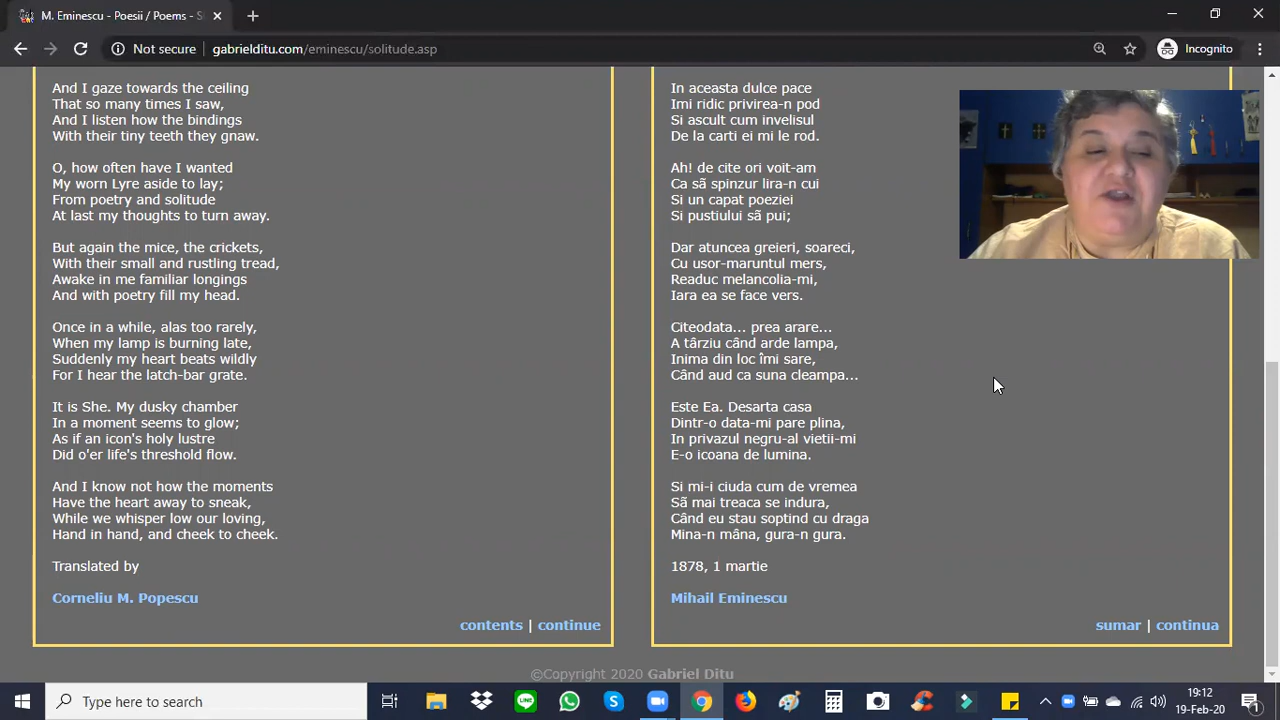 M. Eminescu - Poesii / Poems - S
Not secure
gabrielditu.com/eminescu/solitude.asp
Incognito
And I gaze towards the ceiling
That so many times I saw,
And I listen how the bindings
With their tiny teeth they gnaw.
O, how often have I wanted
My worn Lyre aside to lay;
From poetry and solitude
At last my thoughts to turn away.
But again the mice, the crickets,
With their small and rustling tread,
Awake in me familiar longings
And with poetry fill my head.
Once in a while, alas too rarely,
When my lamp is burning late,
Suddenly my heart beats wildly
For I hear the latch-bar grate.
It is She. My dusky chamber
In a moment seems to glow;
As if an icon's holy lustre
Did o'er life's threshold flow.
And I know not how the moments
Have the heart away to sneak,
While we whisper low our loving,
Hand in hand, and cheek to cheek.
Translated by
Corneliu M. Popescu
contents | continue
In aceasta dulce pace
Imi ridic privirea-n pod
Si ascult cum invelisul
De la carti ei mi le rod.
Ah! de cite ori voit-am
Ca sã spinzur lira-n cui
Si un capat poeziei
Si pustiului sã pui;
Dar atuncea greieri, soareci,
Cu usor-maruntul mers,
Readuc melancolia-mi,
Iara ea se face vers.
Citeodata... prea arare...
A târziu când arde lampa,
Inima din loc îmi sare,
Când aud ca suna cleampa...
Este Ea. Desarta casa
Dintr-o data-mi pare plina,
In privazul negru-al vietii-mi
E-o icoana de lumina.
Si mi-i ciuda cum de vremea
Sã mai treaca se indura,
Când eu stau soptind cu draga
Mina-n mâna, gura-n gura.
1878, 1 martie
Mihail Eminescu
sumar | continua
©Copyright 2020 Gabriel Ditu
Type here to search
19:12
19-Feb-20